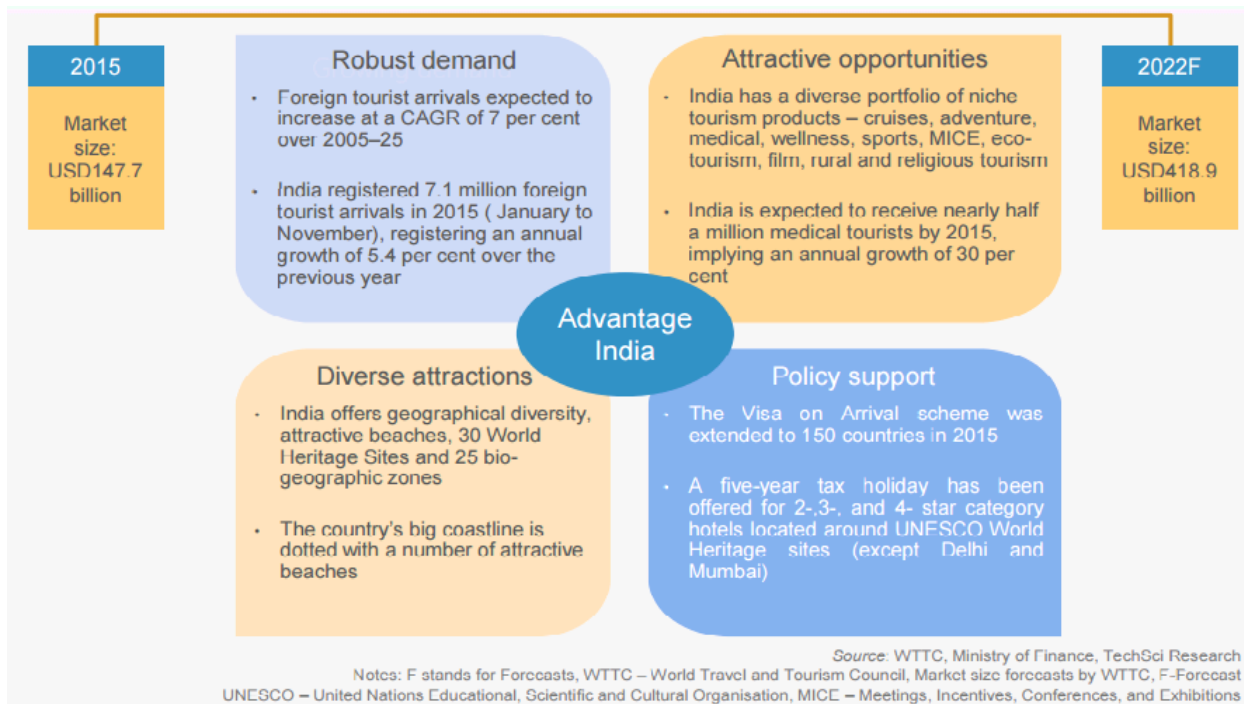 2015
Market
size:
USD147.7
billion
Robust demand
• Foreign tourist arrivals expected to
increase at a CAGR of 7 per cent
over 2005–25
• India registered 7.1 million foreign
tourist arrivals in 2015 ( January to
November), registering an annual
growth of 5.4 per cent over the
previous year
Attractive opportunities
• India has a diverse portfolio of niche
tourism products – cruises, adventure,
medical, wellness, sports, MICE, eco-
tourism, film, rural and religious tourism
• India is expected to receive nearly half
a million medical tourists by 2015,
implying an annual growth of 30 per
cent
2022F
Market
size:
USD418.9
billion
Advantage
India
Diverse attractions
• India offers geographical diversity,
attractive beaches, 30 World
Heritage Sites and 25 bio-
geographic zones
• The country's big coastline is
dotted with a number of attractive
beaches
Policy support
• The Visa on Arrival scheme was
extended to 150 countries in 2015
• A five-year tax holiday has been
offered for 2-,3-, and 4- star category
hotels located around UNESCO World
Heritage sites (except Delhi and
Mumbai)
Source: WTTC, Ministry of Finance, TechSci Research
Notes: F stands for Forecasts, WTTC – World Travel and Tourism Council, Market size forecasts by WTTC, F-Forecast
UNESCO – United Nations Educational, Scientific and Cultural Organisation, MICE – Meetings, Incentives, Conferences, and Exhibitions